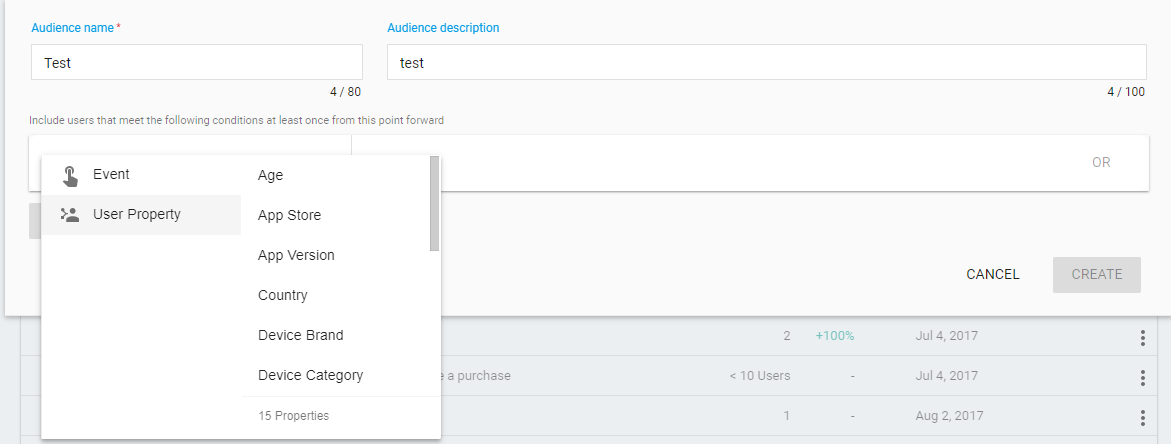 Audience name * Audience description
Test test
4 / 80 4 / 100
Include users that meet the following conditions at least once from this point forward
OR
Event
User Property
Age
App Store
App Version
Country
Device Brand
Device Category
15 Properties
CANCEL CREATE
2 +100% Jul 4, 2017
e a purchase < 10 Users - Jul 4, 2017
1 - Aug 2, 2017